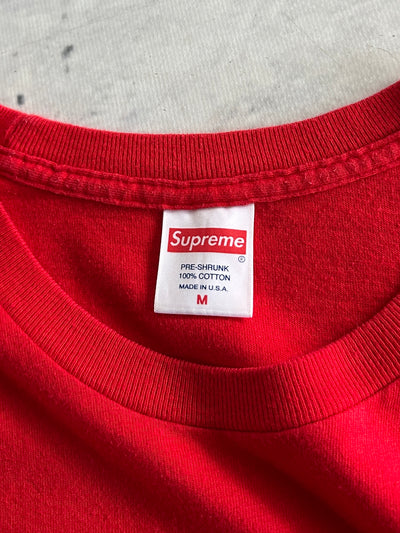 Supreme
®
PRE-SHRUNK
100% COTTON
MADE IN U.S.A.
M